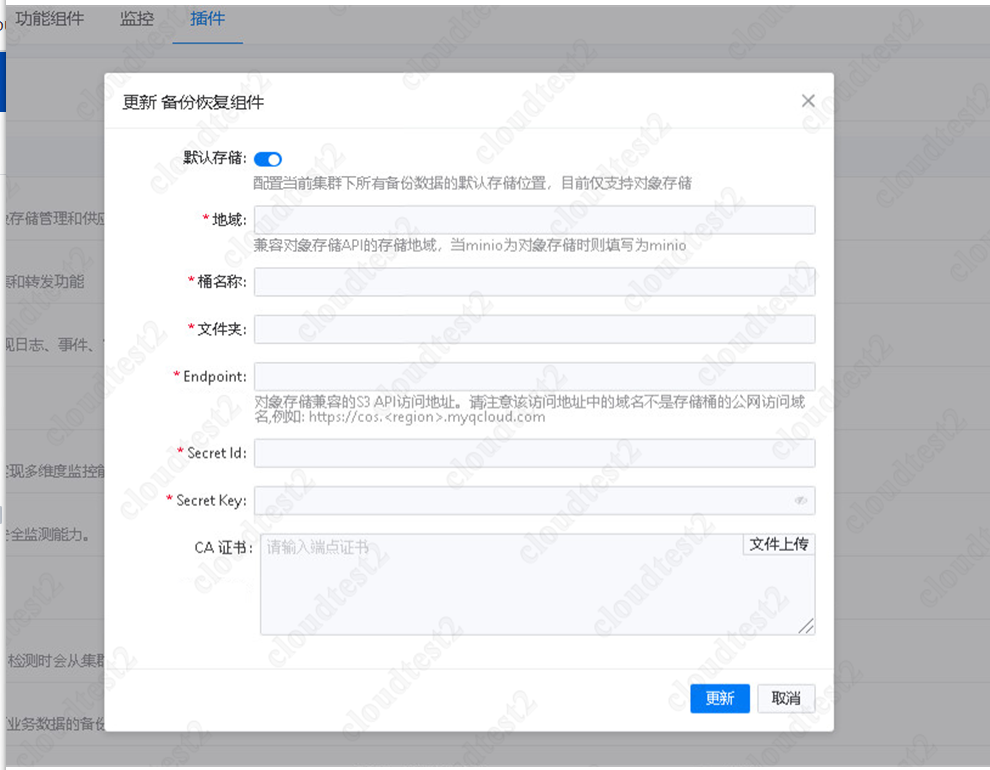 功能组件 监控 插件
更新 备份恢复组件
默认存储:
配置当前集群下所有备份数据的默认存储位置，目前仅支持对象存储
存储管理和供应
* 地域:
兼容对象存储API的存储地域，当minio为对象存储时则填写为minio
和转发功能
* 桶名称:
* 文件夹:
日志、事件、
* Endpoint:
对象存储兼容的S3 API访问地址。请注意该访问地址中的域名不是存储桶的公网访问域
名,例如: https://cos.<region>.myqcloud.com
* Secret Id:
现多维度监控能
* Secret Key:
全监测能力。
CA 证书:
请输入端点证书
文件上传
检测时会从集群
更新 取消
业务数据的备份
cloudtest2